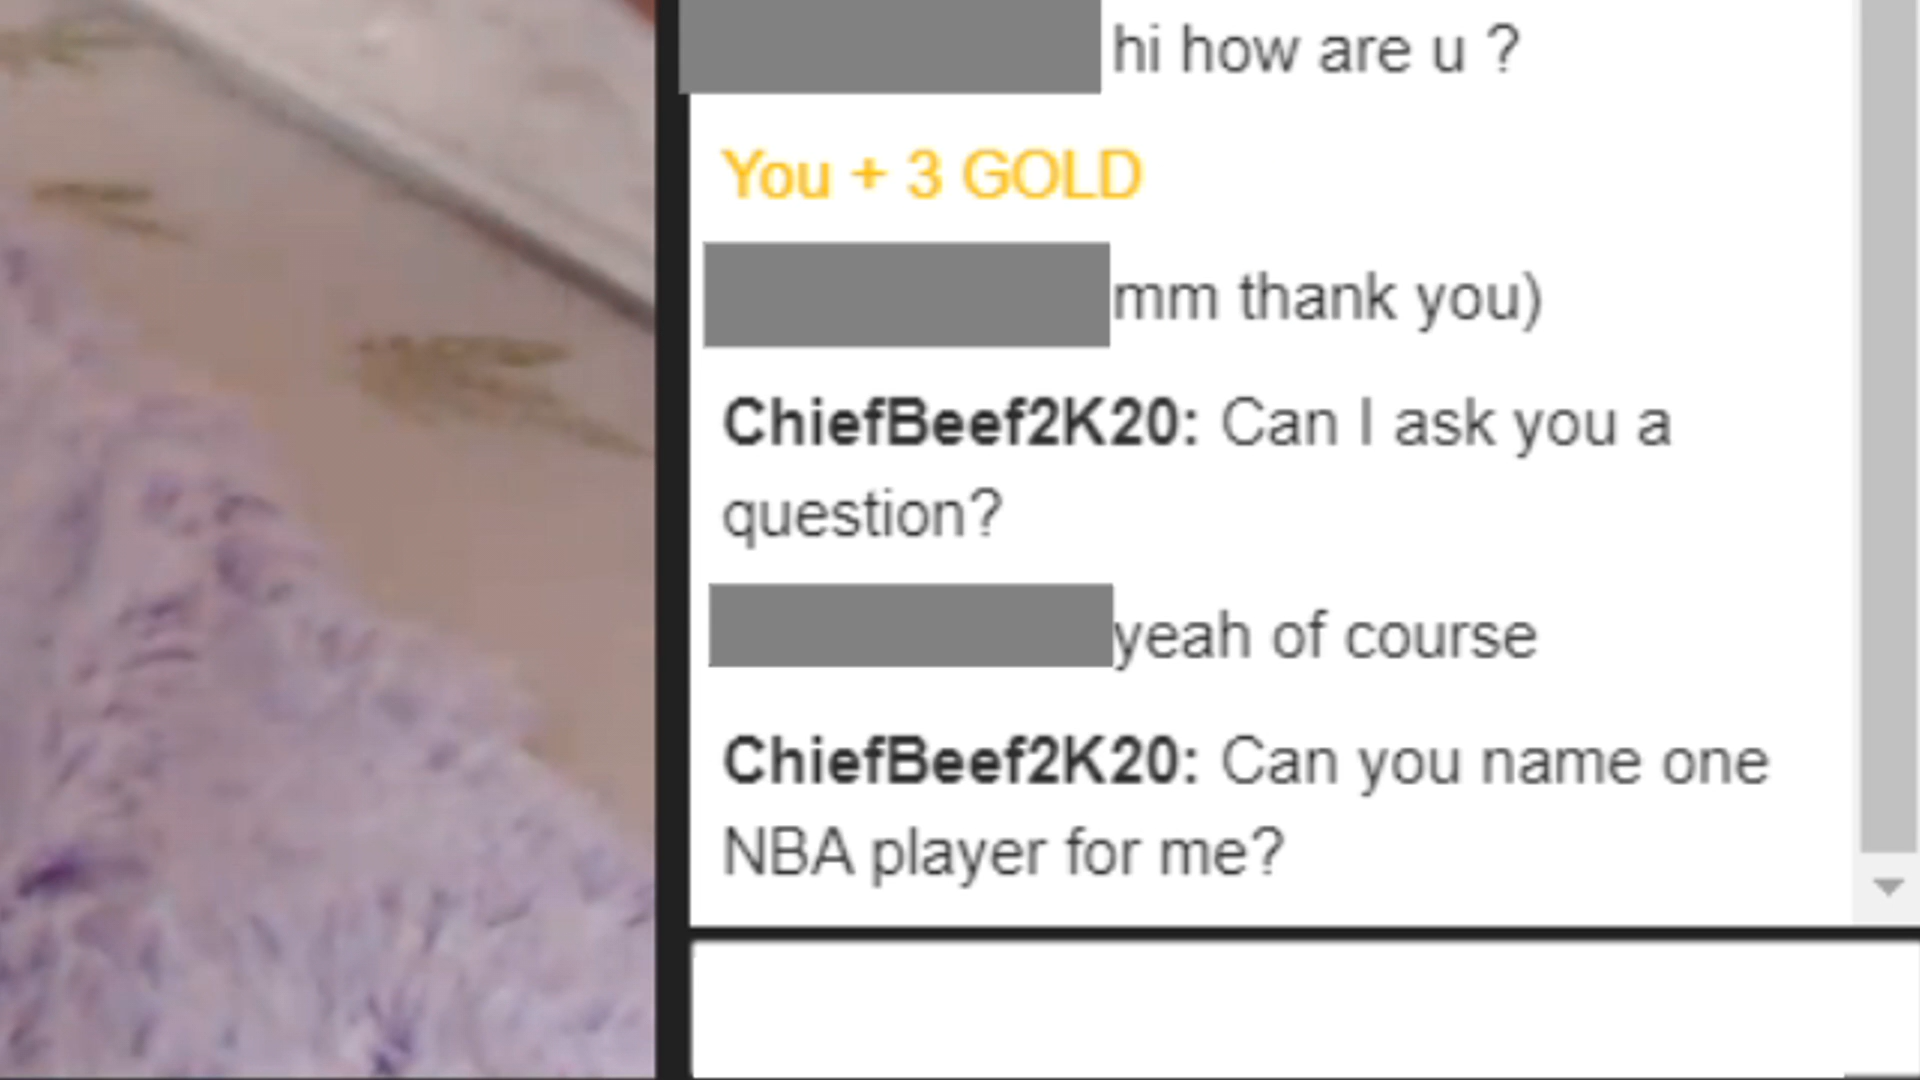 hi how are u ?
You + 3 GOLD
mm thank you)
ChiefBeef2K20: Can I ask you a
question?
yeah of course
ChiefBeef2K20: Can you name one
NBA player for me?